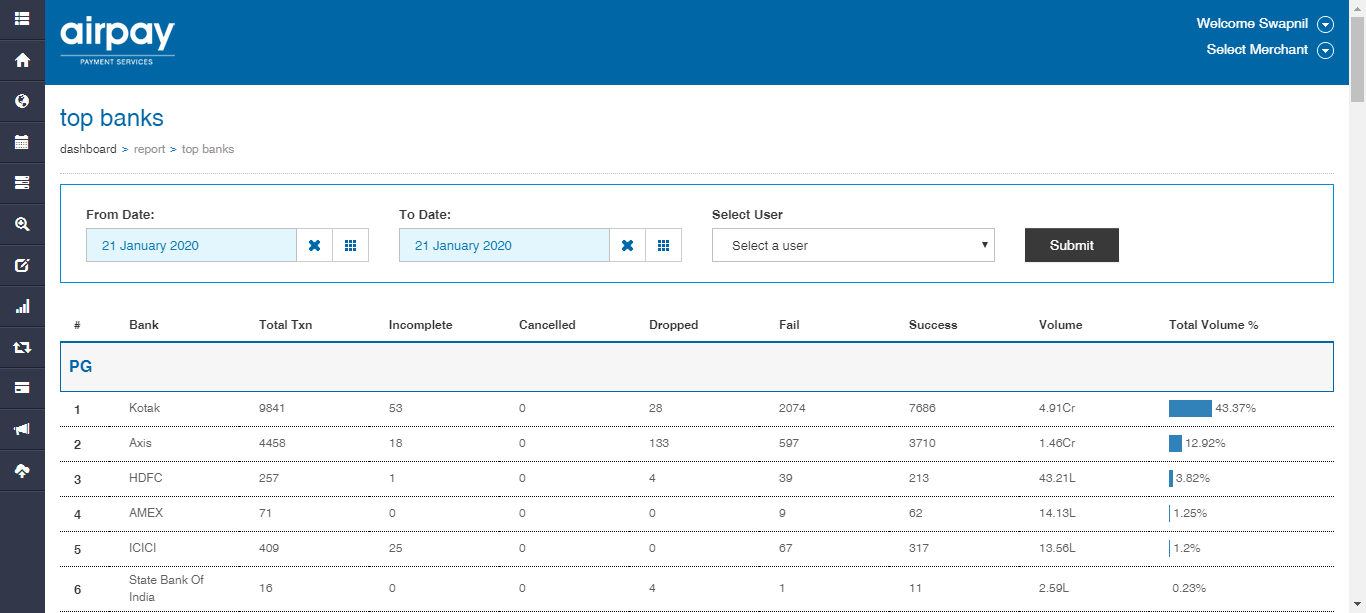 airpay
PAYMENT SERVICES
Welcome Swapnil
Select Merchant
top banks
dashboard > report > top banks
From Date: To Date: Select User
21 January 2020 21 January 2020 Select a user Submit
# Bank Total Txn Incomplete Cancelled Dropped Fail Success Volume Total Volume %
PG
1 Kotak 9841 53 0 28 2074 7686 4.91Cr 43.37%
2 Axis 4458 18 0 133 597 3710 1.46Cr 12.92%
3 HDFC 257 1 0 4 39 213 43.21L 3.82%
4 AMEX 71 0 0 0 9 62 14.13L 1.25%
5 ICICI 409 25 0 0 67 317 13.56L 1.2%
6 State Bank Of India 16 0 0 4 1 11 2.59L 0.23%